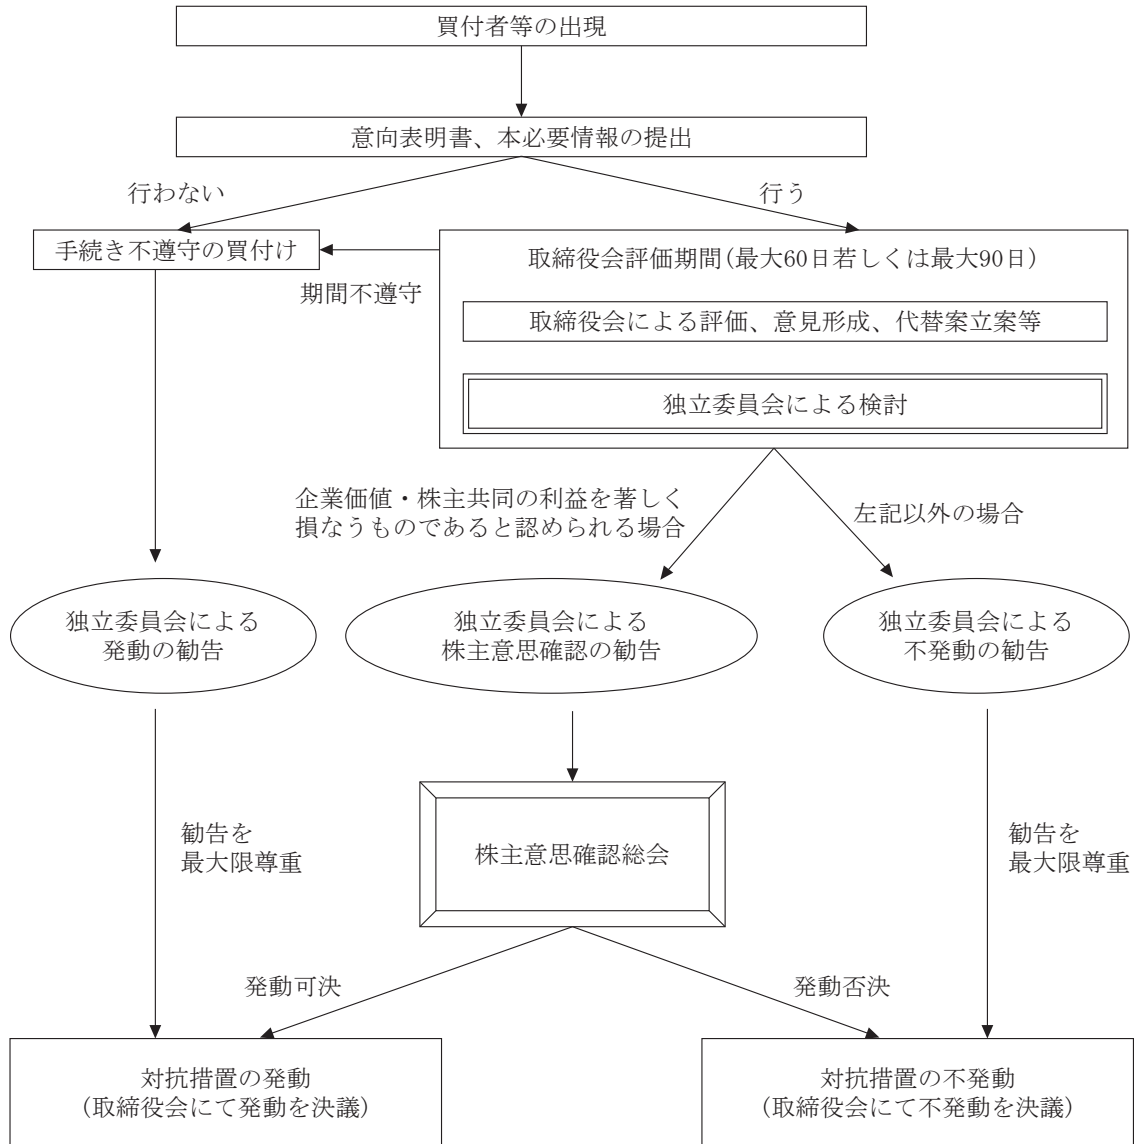 買付者等の出現
意向表明書、本必要情報の提出
行わない
行う
手続き不遵守の買付け
期間不遵守
取締役会評価期間(最大60日若しくは最大90日)
取締役会による評価、意見形成、代替案立案等
独立委員会による検討
企業価値・株主共同の利益を著しく
損なうものであると認められる場合
左記以外の場合
独立委員会による
発動の勧告
独立委員会による
株主意思確認の勧告
独立委員会による
不発動の勧告
勧告を
最大限尊重
株主意思確認総会
勧告を
最大限尊重
発動可決
発動否決
対抗措置の発動
(取締役会にて発動を決議)
対抗措置の不発動
(取締役会にて不発動を決議)